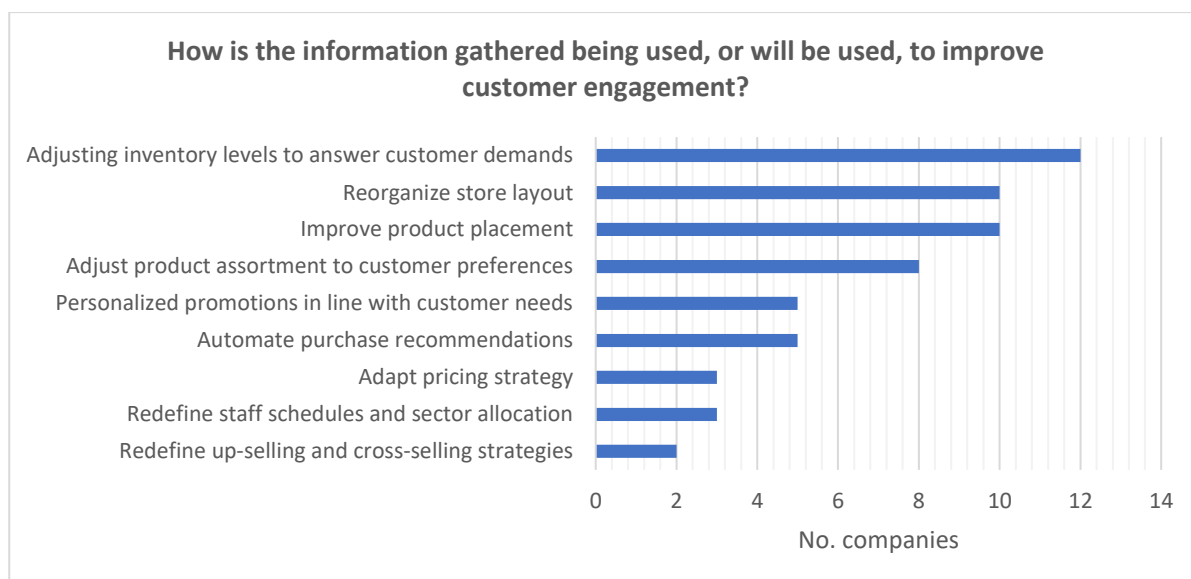 How is the information gathered being used, or will be used, to improve
customer engagement?
Adjusting inventory levels to answer customer demands
Reorganize store layout
Improve product placement
Adjust product assortment to customer preferences
Personalized promotions in line with customer needs
Automate purchase recommendations
Adapt pricing strategy
Redefine staff schedules and sector allocation
Redefine up-selling and cross-selling strategies
0 2 4 6 8 10 12 14
No. companies